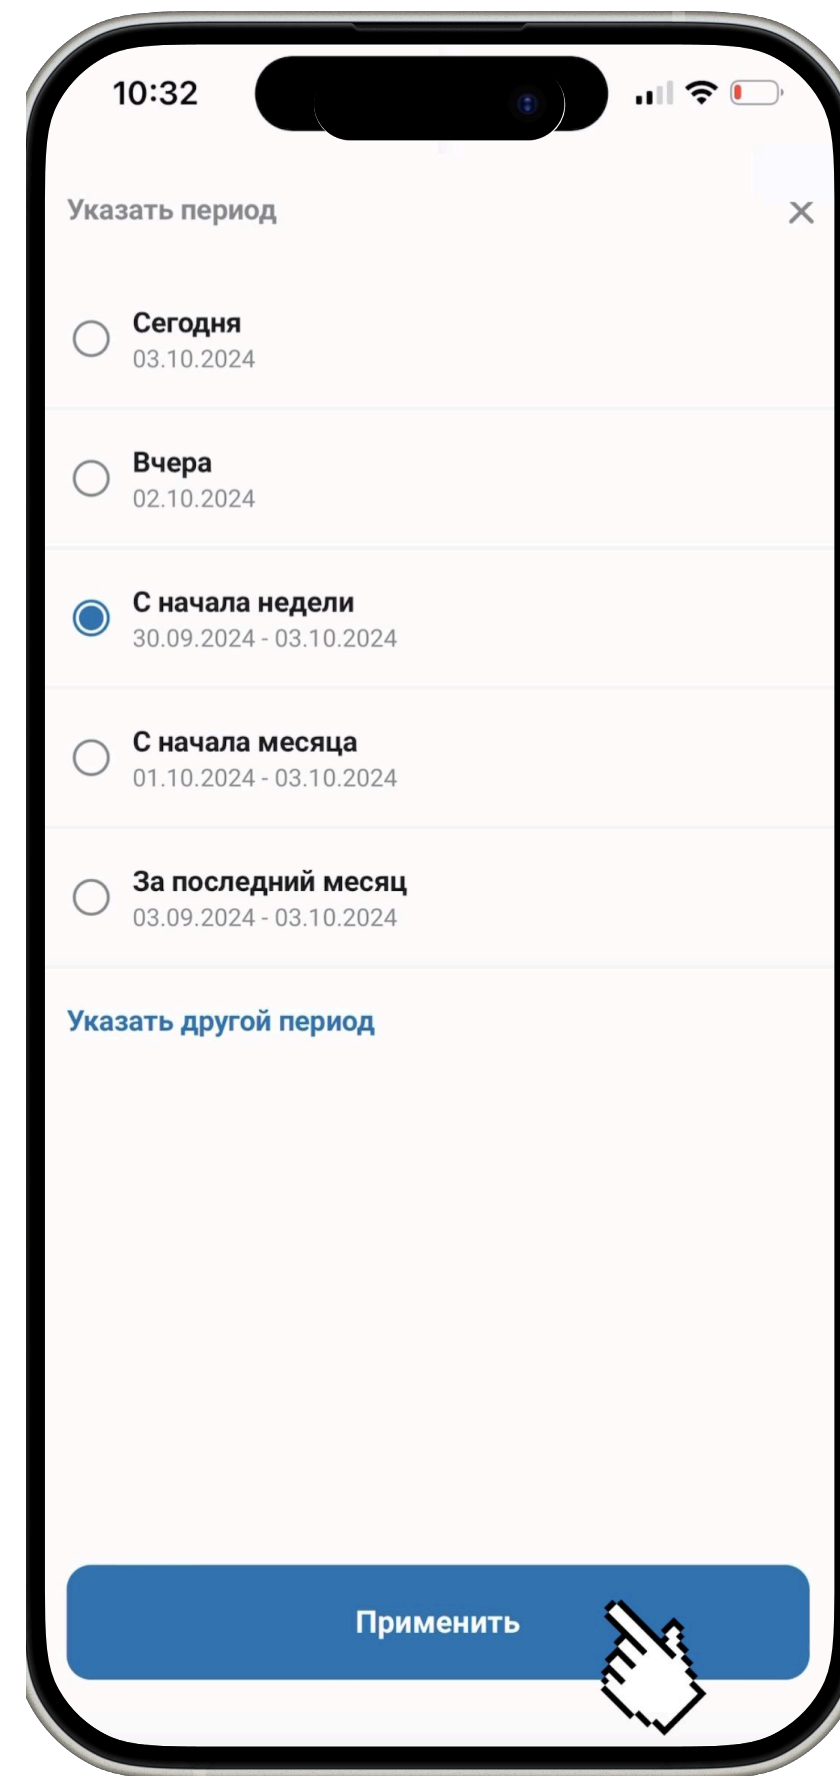 10:32
Указать период
Сегодня
03.10.2024
Вчера
02.10.2024
С начала недели
30.09.2024 - 03.10.2024
С начала месяца
01.10.2024 - 03.10.2024
За последний месяц
03.09.2024 - 03.10.2024
Указать другой период
Применить